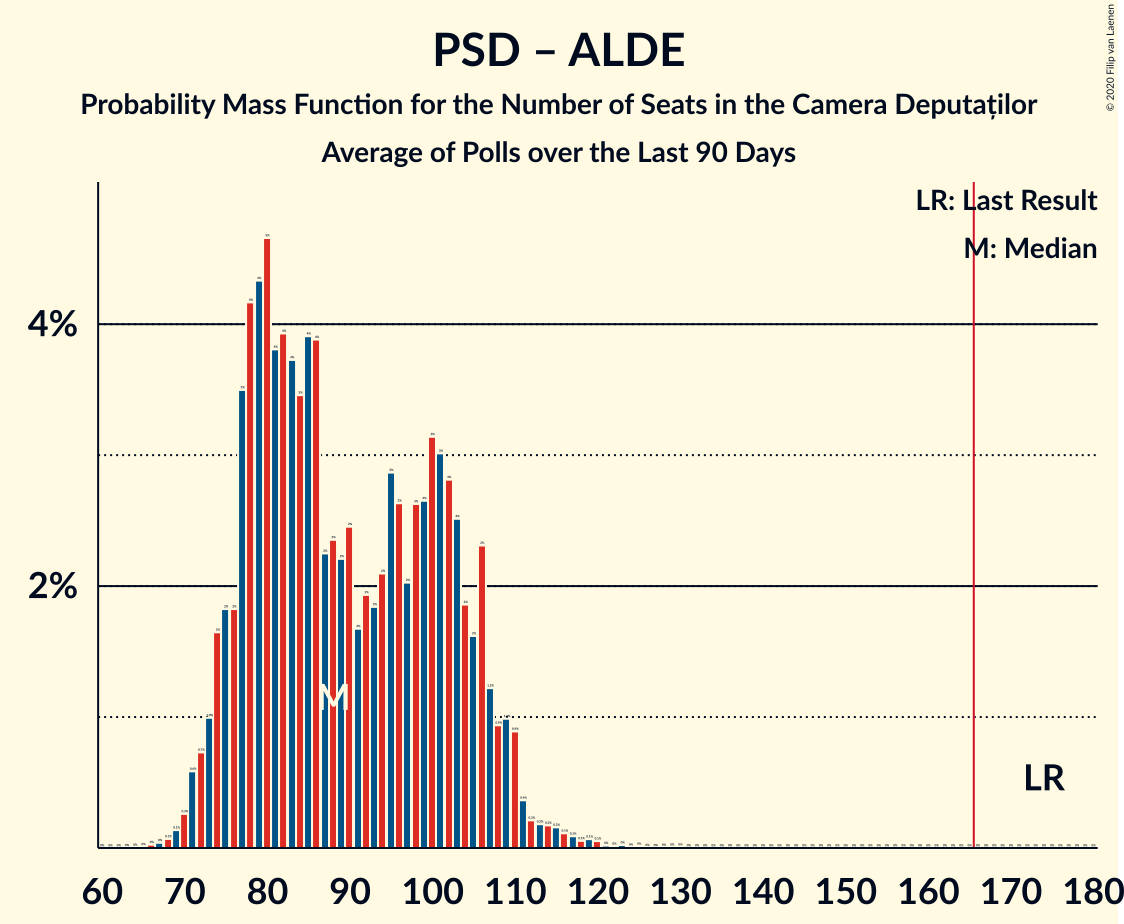 PSD – ALDE
Probability Mass Function for the Number of Seats in the Camera Deputaților
Average of Polls over the Last 90 Days
© 2020 Filip van Laenen
LR: Last Result
M: Median
4%
2%
M
LR
60 70 80 90 100 110 120 130 140 150 160 170 180